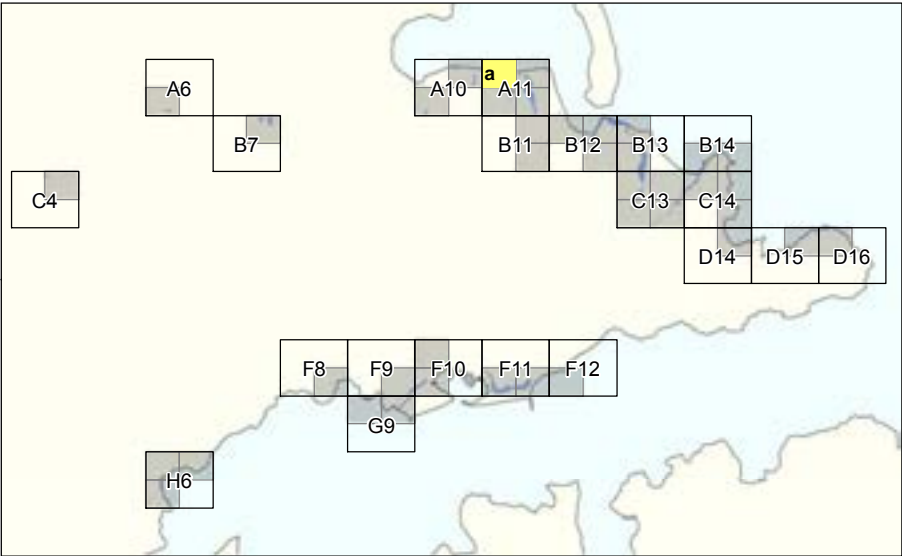 a
A6 A10 A11
B7 B11 B12 B13 B14
C4 C13 C14
D14 D15 D16
F8 F9 F10 F11 F12
G9
H6